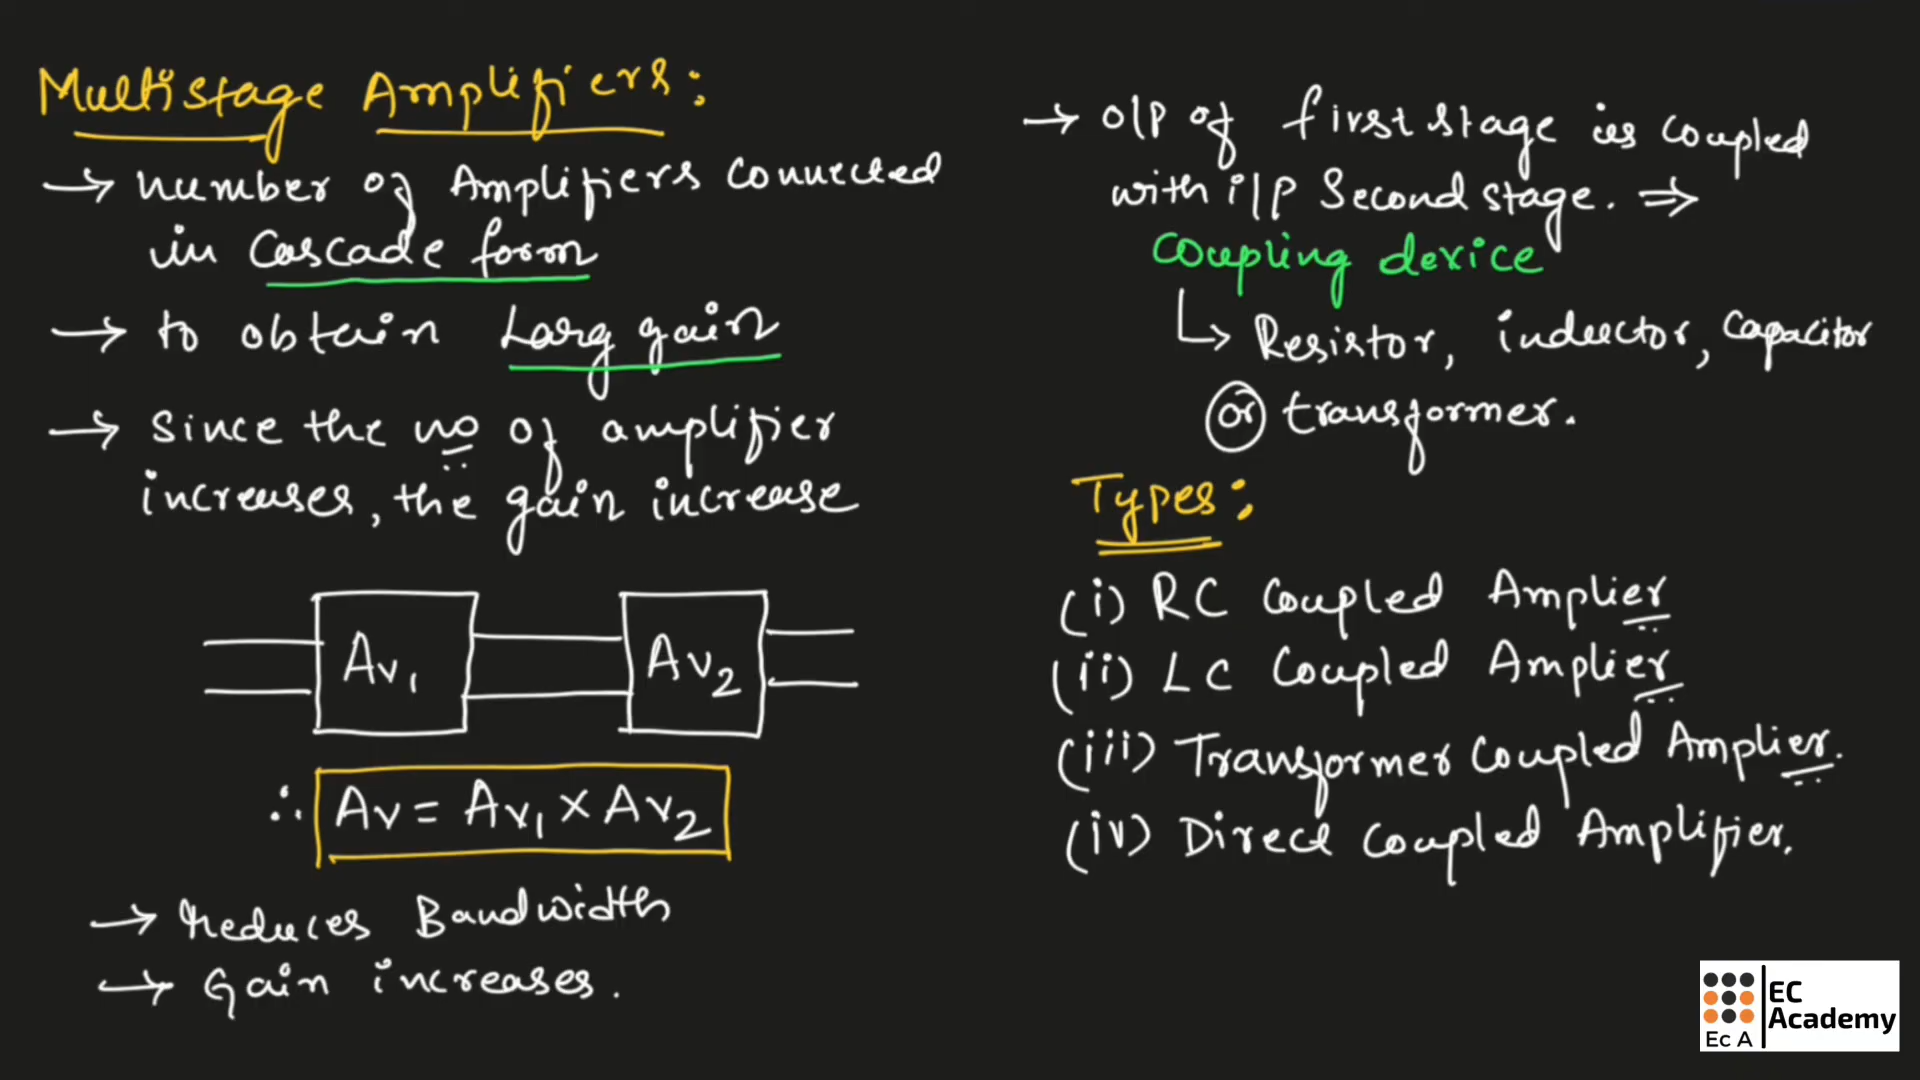 Multistage Amplifiers:
→ number of Amplifiers connected
in Cascade form
→ to obtain Larg gain
→ Since the no of amplifier
increases, the gain increase
Av1 Av2
∴ Av = Av1 × Av2
→ reduces Bandwidth
→ Gain increases.
→ O/P of first stage is coupled
with i/p Second stage. ⇒
Coupling device
↳ Resistor, inductor, Capacitor
or transformer.
Types:
(i) RC Coupled Amplier
(ii) LC Coupled Amplier
(iii) Transformer Coupled Amplier.
(iv) Direct Coupled Amplifier.
EC
Academy
Ec A